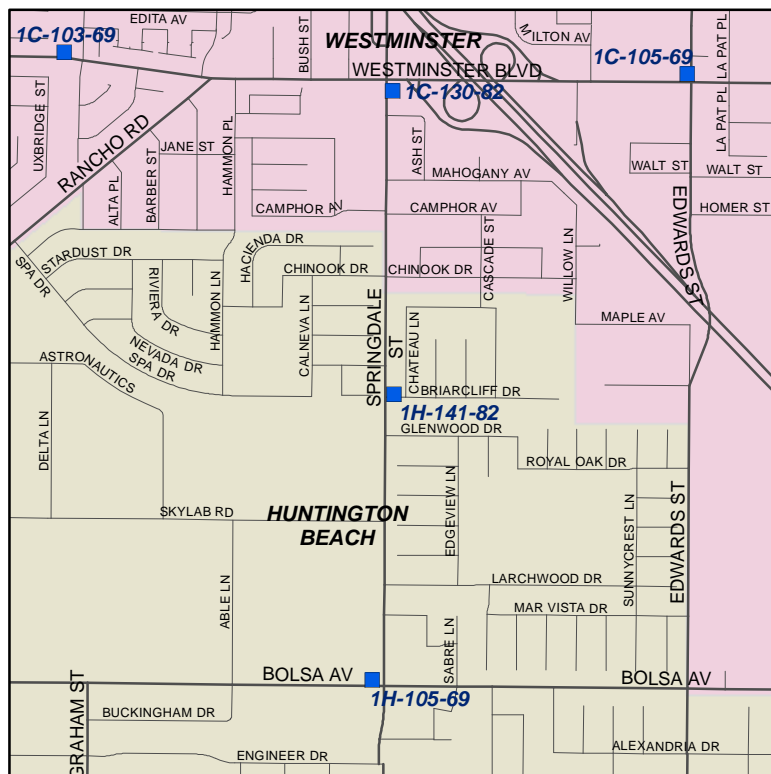 EDITA AV
MILTON AV
1C-103-69
BUSH ST
WESTMINSTER
1C-105-69
LA PAT PL
WESTMINSTER BLVD
1C-130-82
UXBRIDGE ST
RANCHO RD
LA PAT PL
JANE ST
HAMMON PL
ASH ST
BARBER ST
ALTA PL
MAHOGANY AV
WALT ST
WALT ST
CAMPHOR AV
CAMPHOR AV
HOMER ST
EDWARDS ST
STARDUST DR
SPA DR
HACIENDA DR
CHINOOK DR
CHINOOK DR
CASCADE ST
WILLOW LN
RIVIERA DR
HAMMON LN
CALNEVA LN
SPRINGDALE
ST
CHATEAU LN
MAPLE AV
NEVADA DR
SPA DR
ASTRONAUTICS
BRIARCLIFF DR
1H-141-82
GLENWOOD DR
DELTA LN
ROYAL OAK DR
EDGEVIEW LN
SKYLAB RD
HUNTINGTON
BEACH
SUNNYCREST LN
EDWARDS ST
ABLE LN
LARCHWOOD DR
MAR VISTA DR
SABRE LN
BOLSA AV
BOLSA AV
1H-105-69
GRAHAM ST
BUCKINGHAM DR
ENGINEER DR
ALEXANDRIA DR